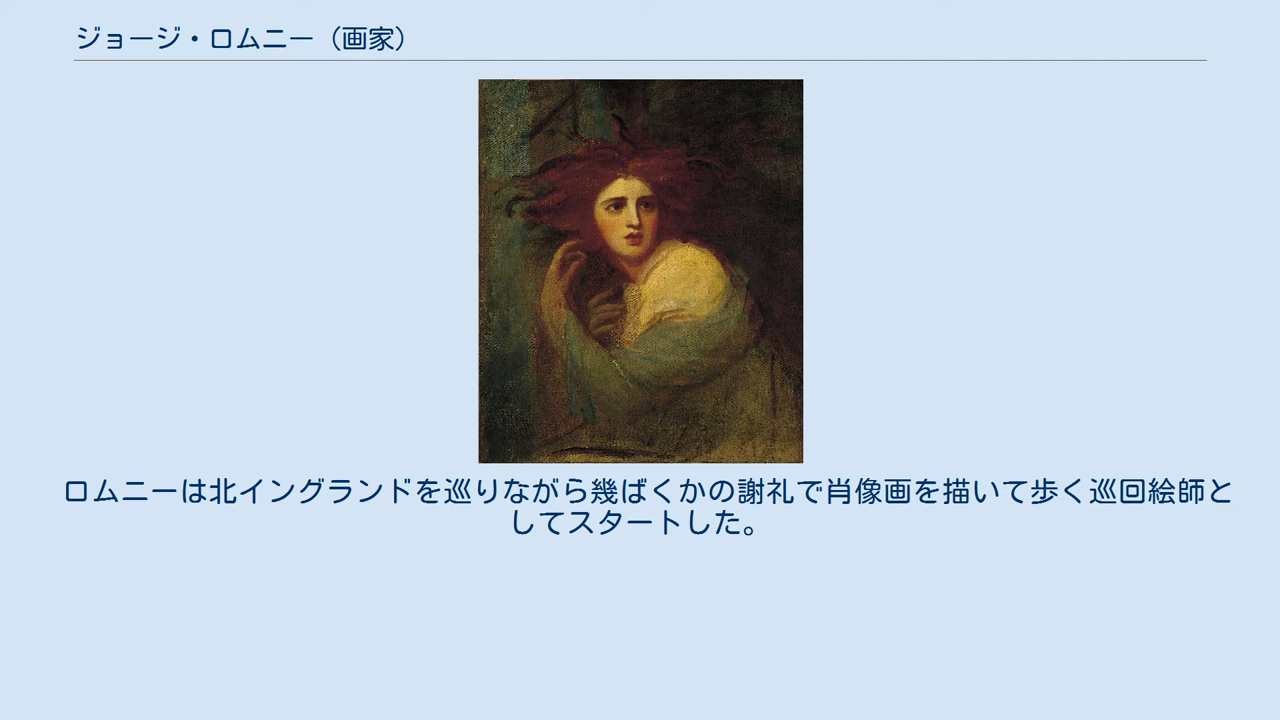 ジョージ・ロムニー（画家）
ロムニーは北イングランドを巡りながら幾ばくかの謝礼で肖像画を描いて歩く巡回絵師と
してスタートした。